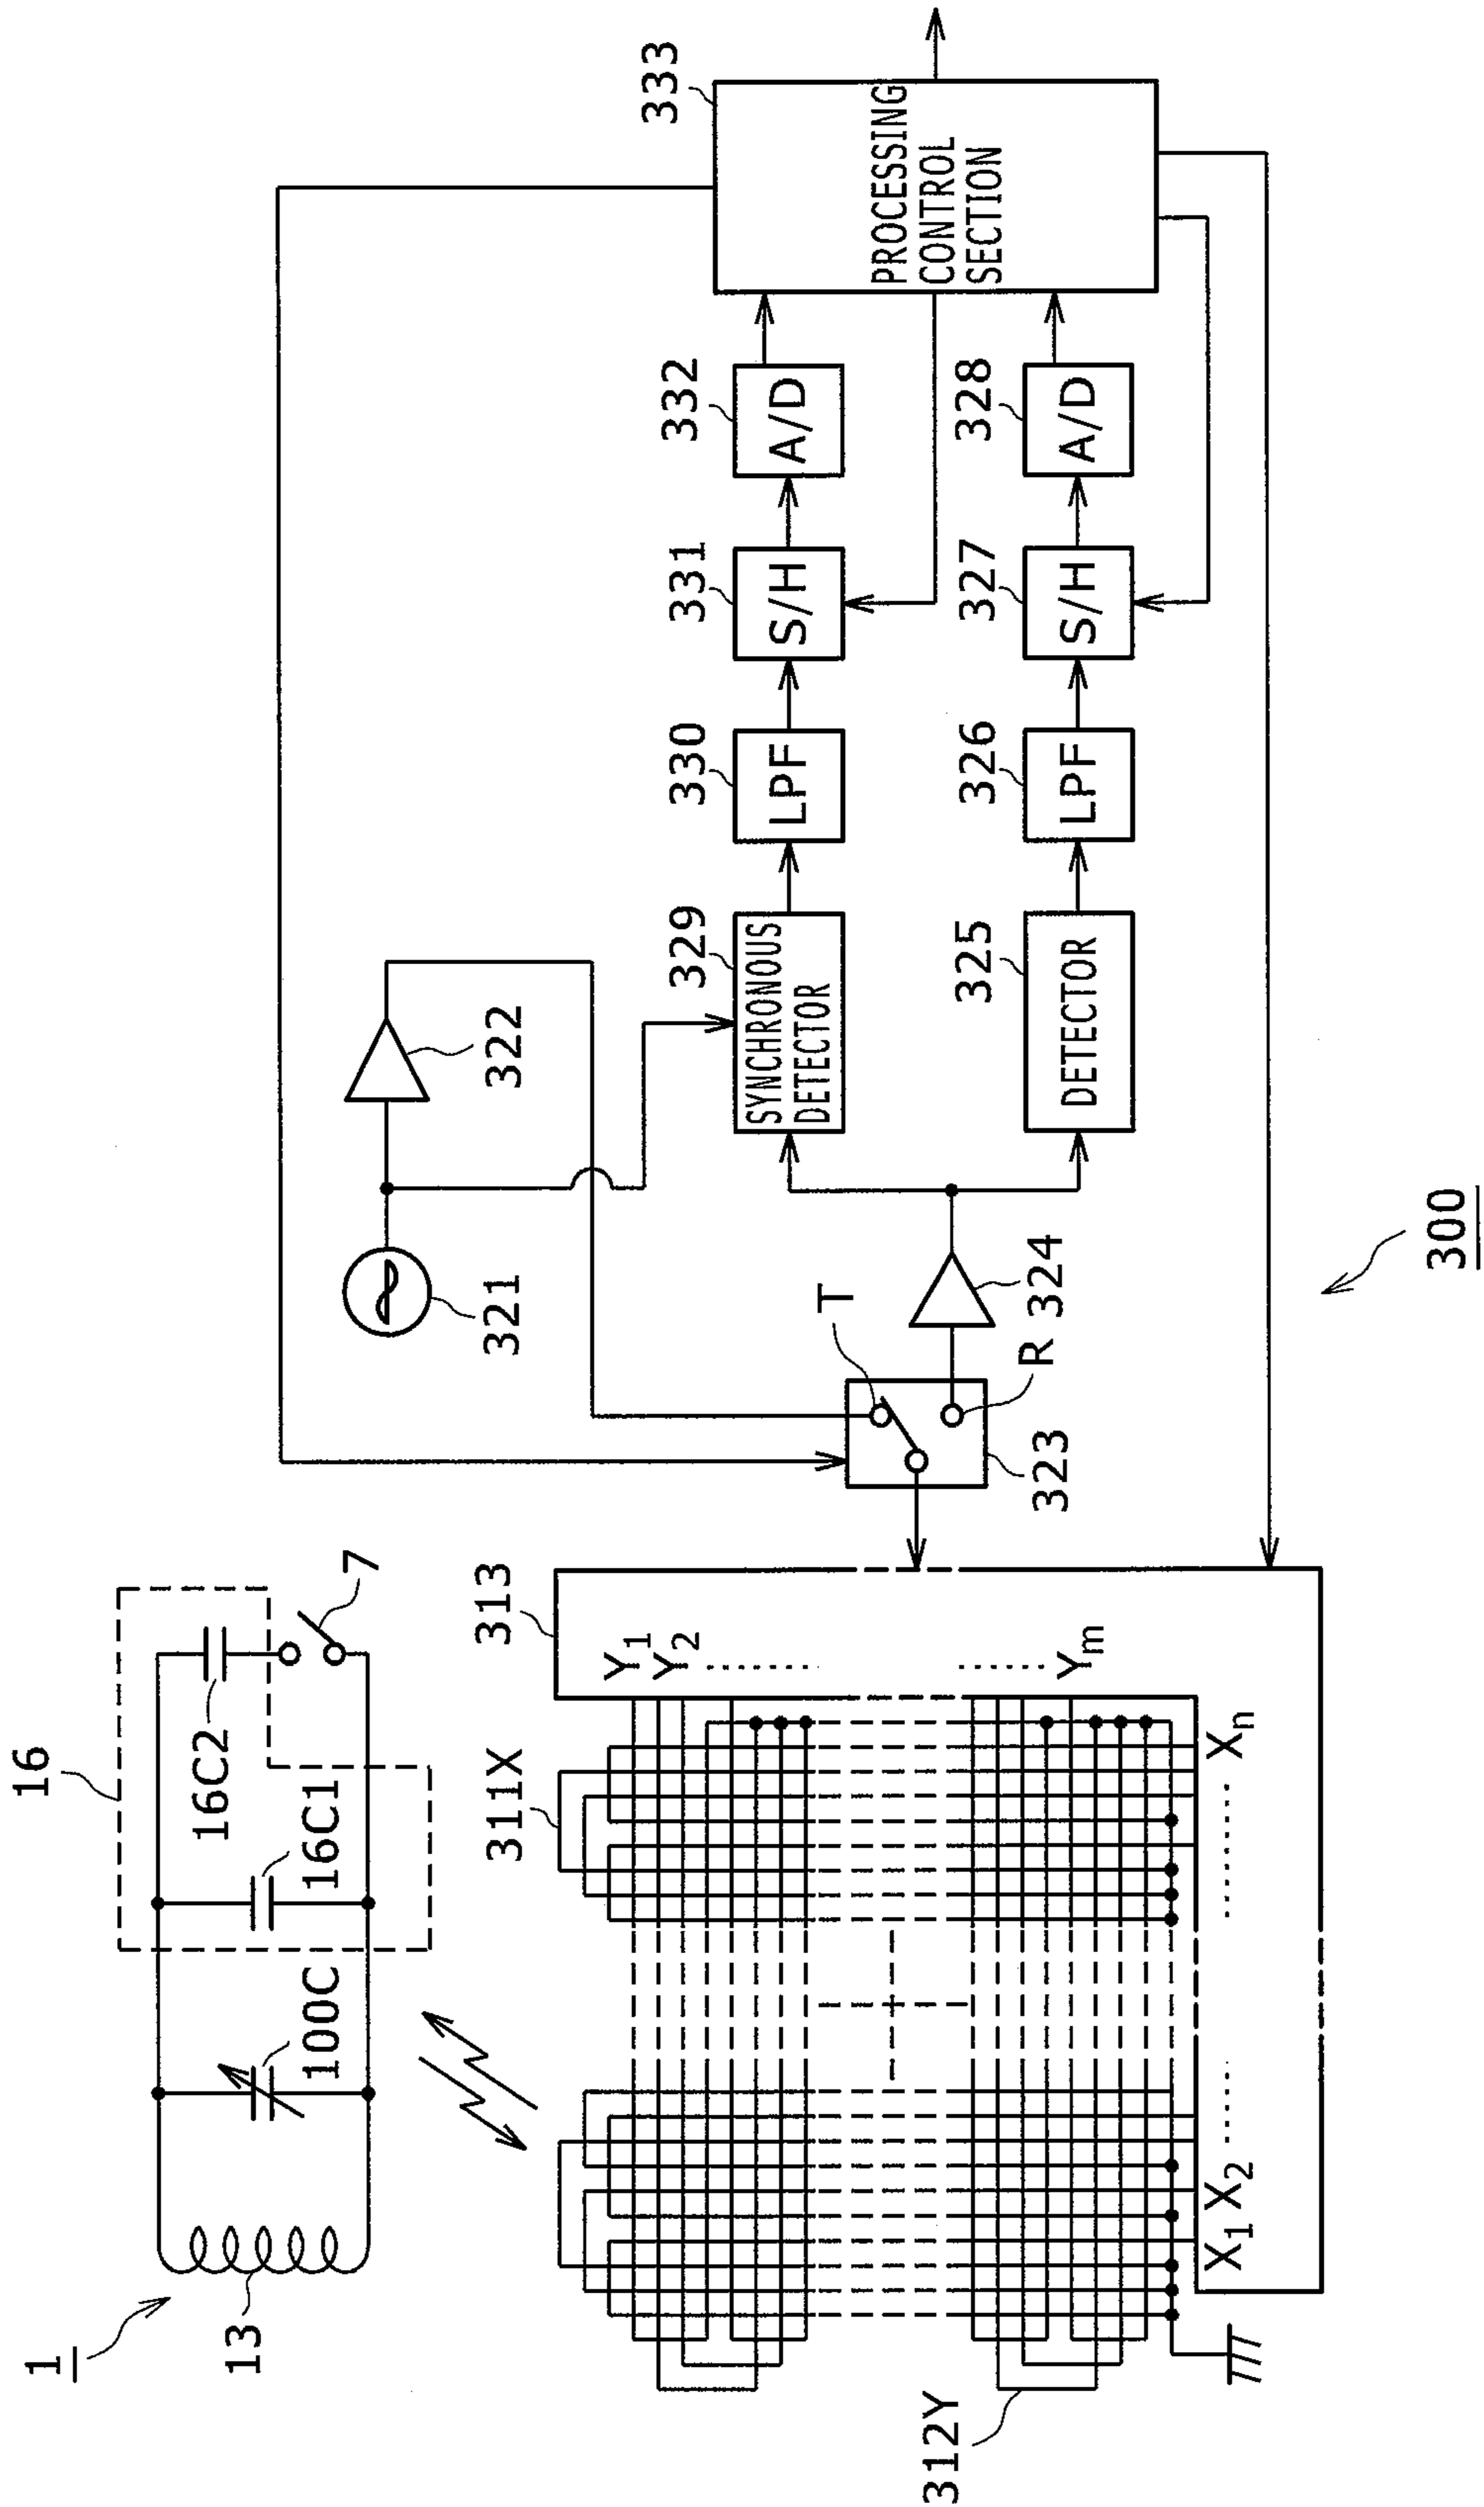 1
13
100C
16C1
16C2
16
7
312Y
311X
313
X1 X2 ........ Xn
Y1
Y2
Ym
323
T
R
324
321
322
329
SYNCHRONOUS
DETECTOR
330
LPF
331
S/H
332
A/D
325
DETECTOR
326
LPF
327
S/H
328
A/D
333
PROCESSING
CONTROL
SECTION
300